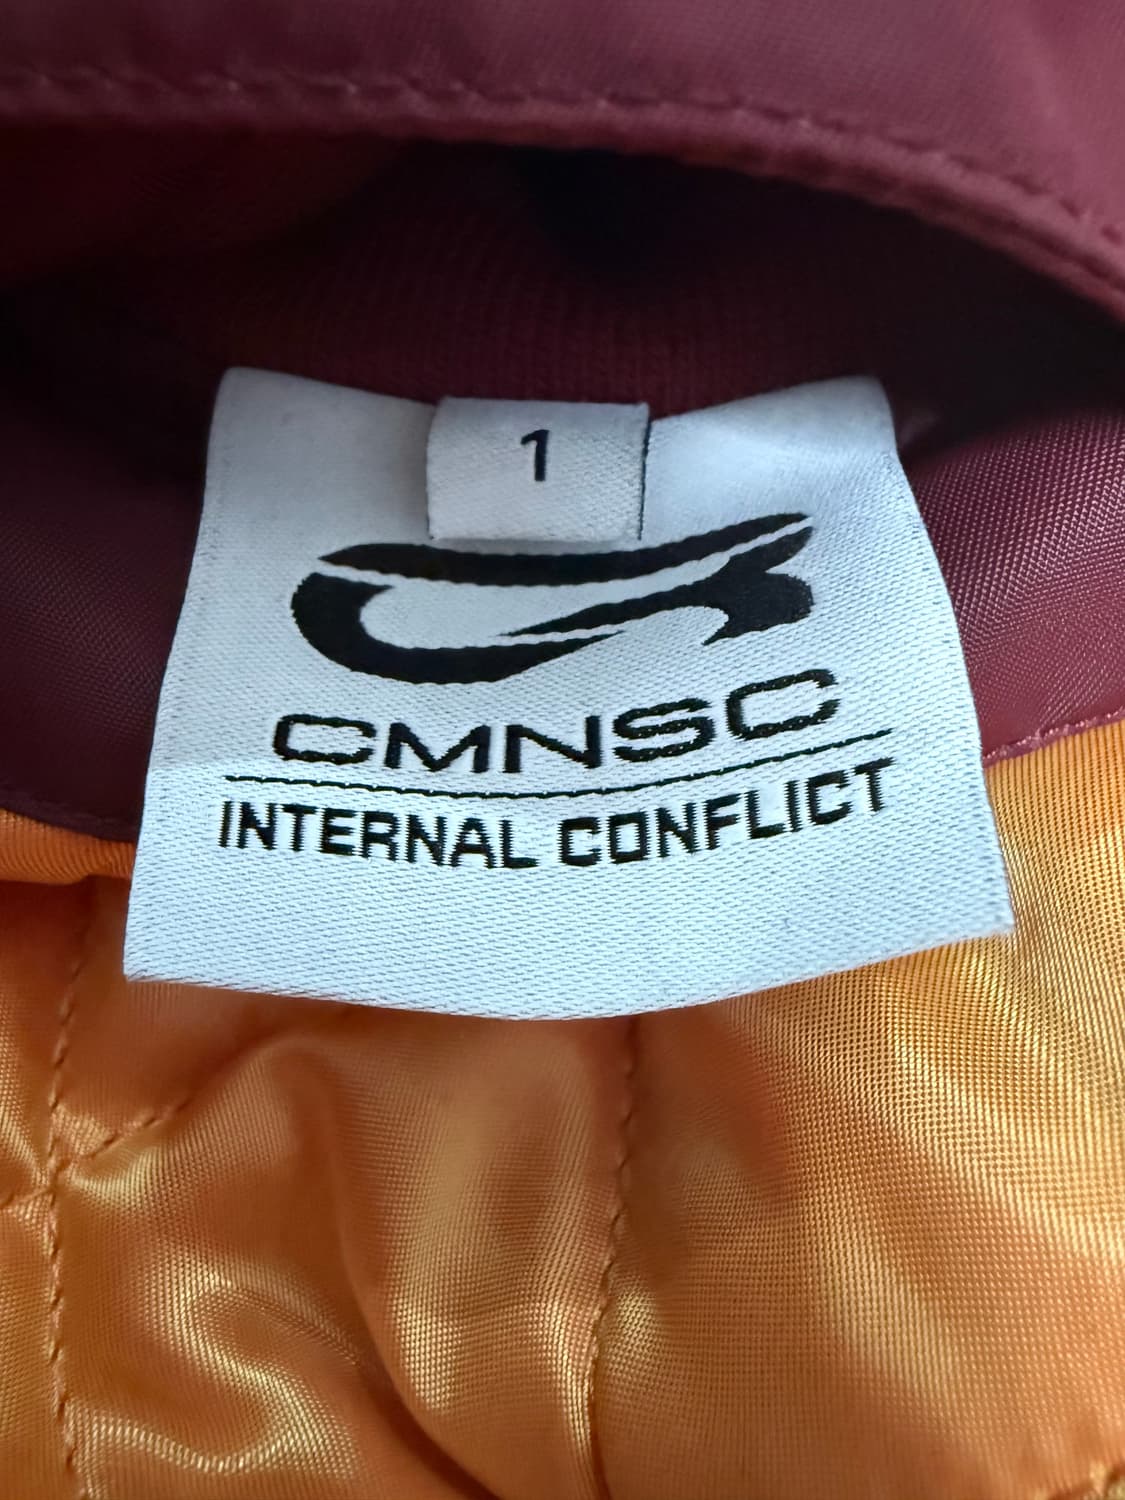 1
CMNSC
INTERNAL CONFLICT